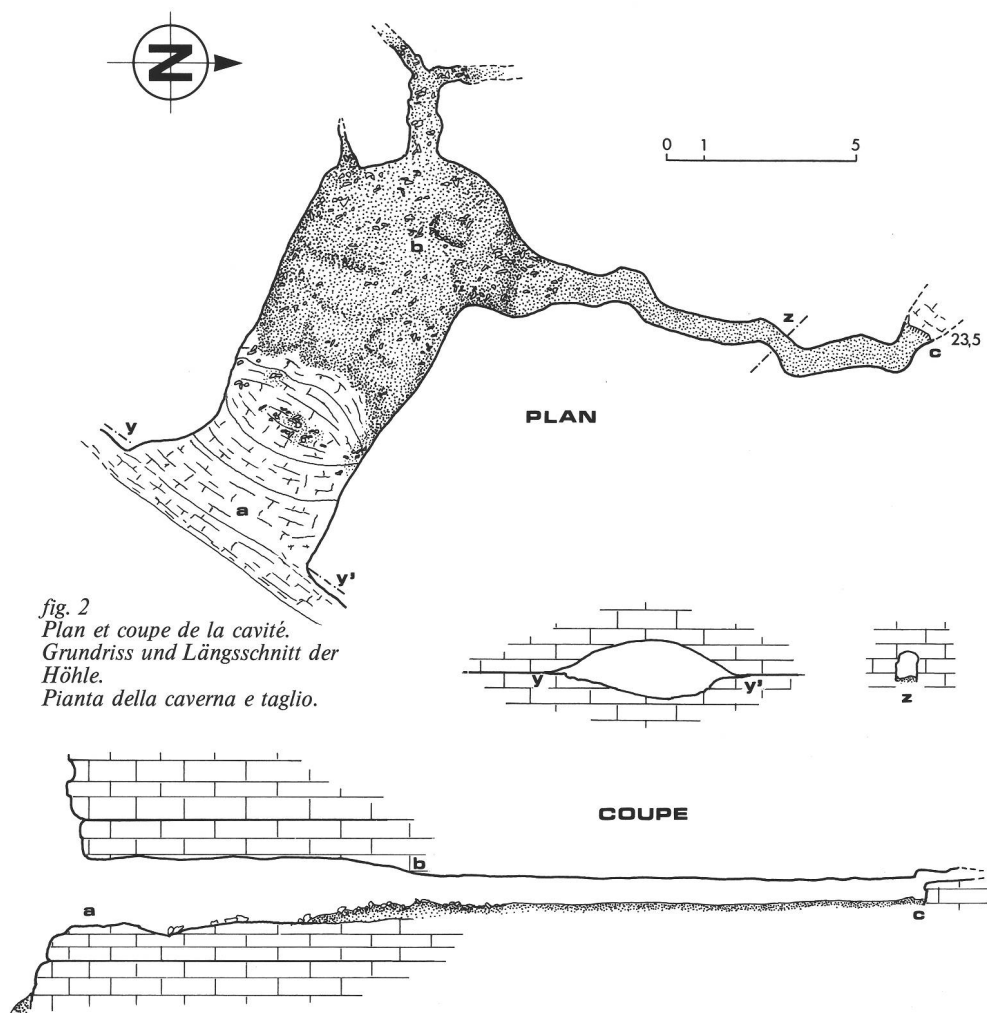 N
0 1 5
b
z
c
23,5
PLAN
y
a
y'
fig. 2
Plan et coupe de la cavité.
Grundriss und Längsschnitt der
Höhle.
Pianta della caverna e taglio.
y
y'
z
COUPE
b
a
c